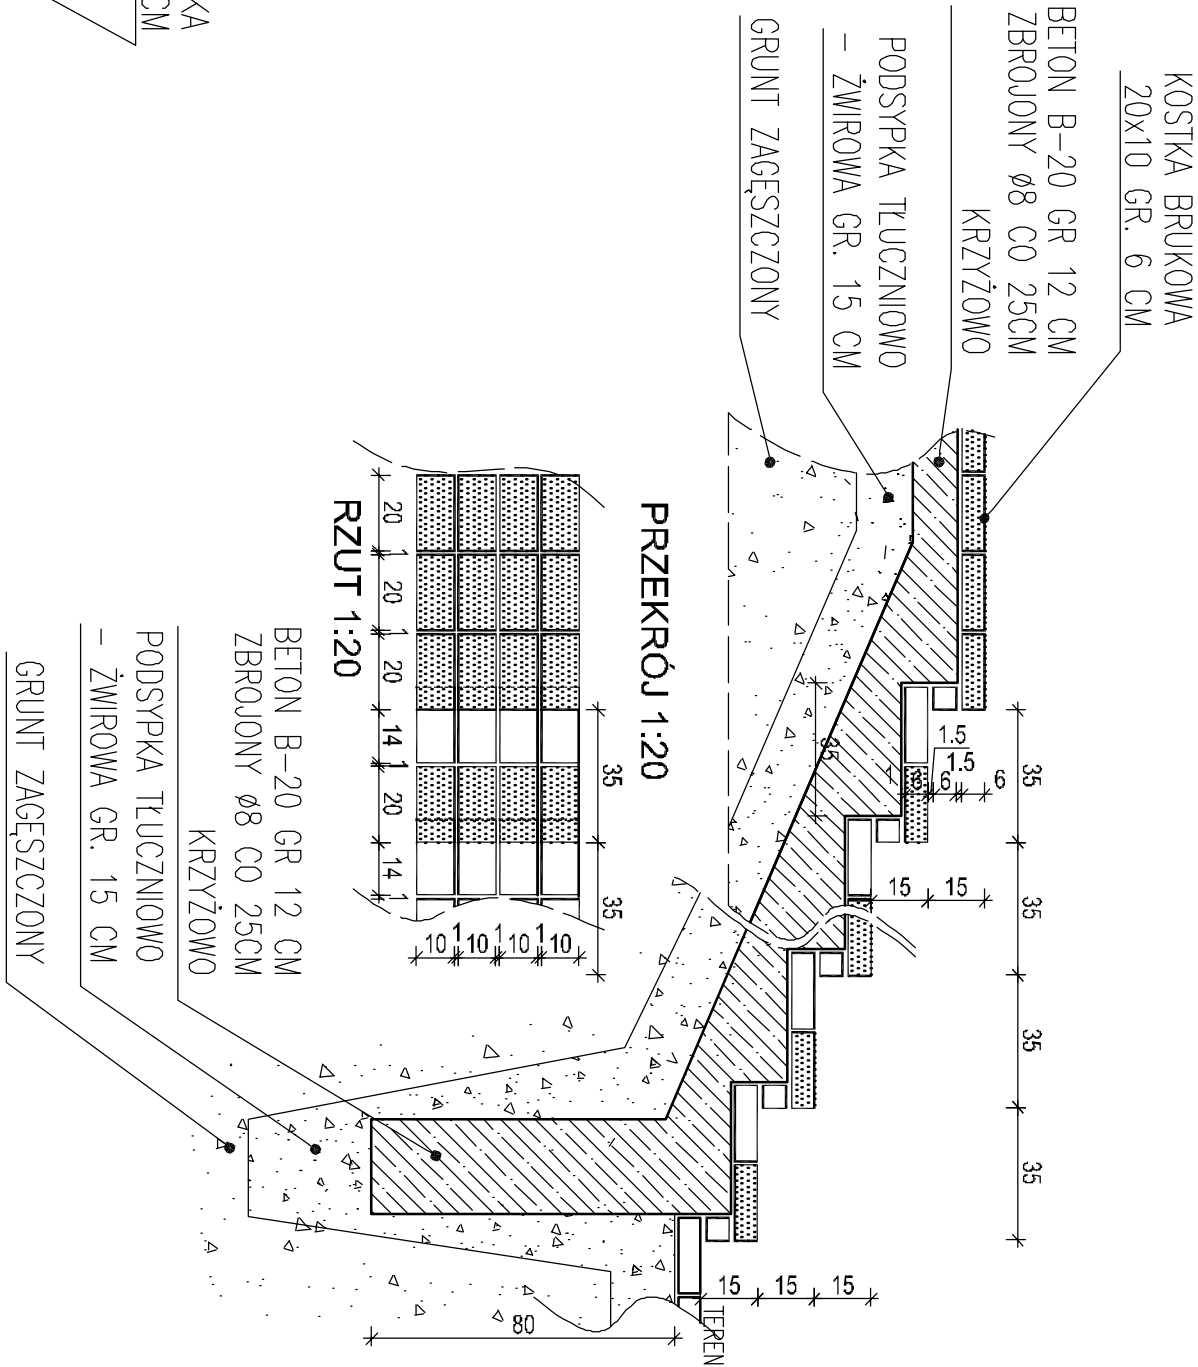 KOSTKA BRUKOWA
20x10 GR. 6 CM
BETON B-20 GR 12 CM
ZBROJONY Ø8 CO 25CM
KRZYŻOWO
PODSYPKA TŁUCZNIOWO
- ŻWIROWA GR. 15 CM
GRUNT ZAGĘSZCZONY
KA
CM
35
35
35
35
6
1.5
6
1.5
6
15
15
35
15
15
15
TEREN
80
PRZEKRÓJ 1:20
35
35
20
1
20
1
20
14
1
20
14
1
10
1
10
1
10
1
10
RZUT 1:20
BETON B-20 GR 12 CM
ZBROJONY Ø8 CO 25CM
KRZYŻOWO
PODSYPKA TŁUCZNIOWO
- ŻWIROWA GR. 15 CM
GRUNT ZAGĘSZCZONY